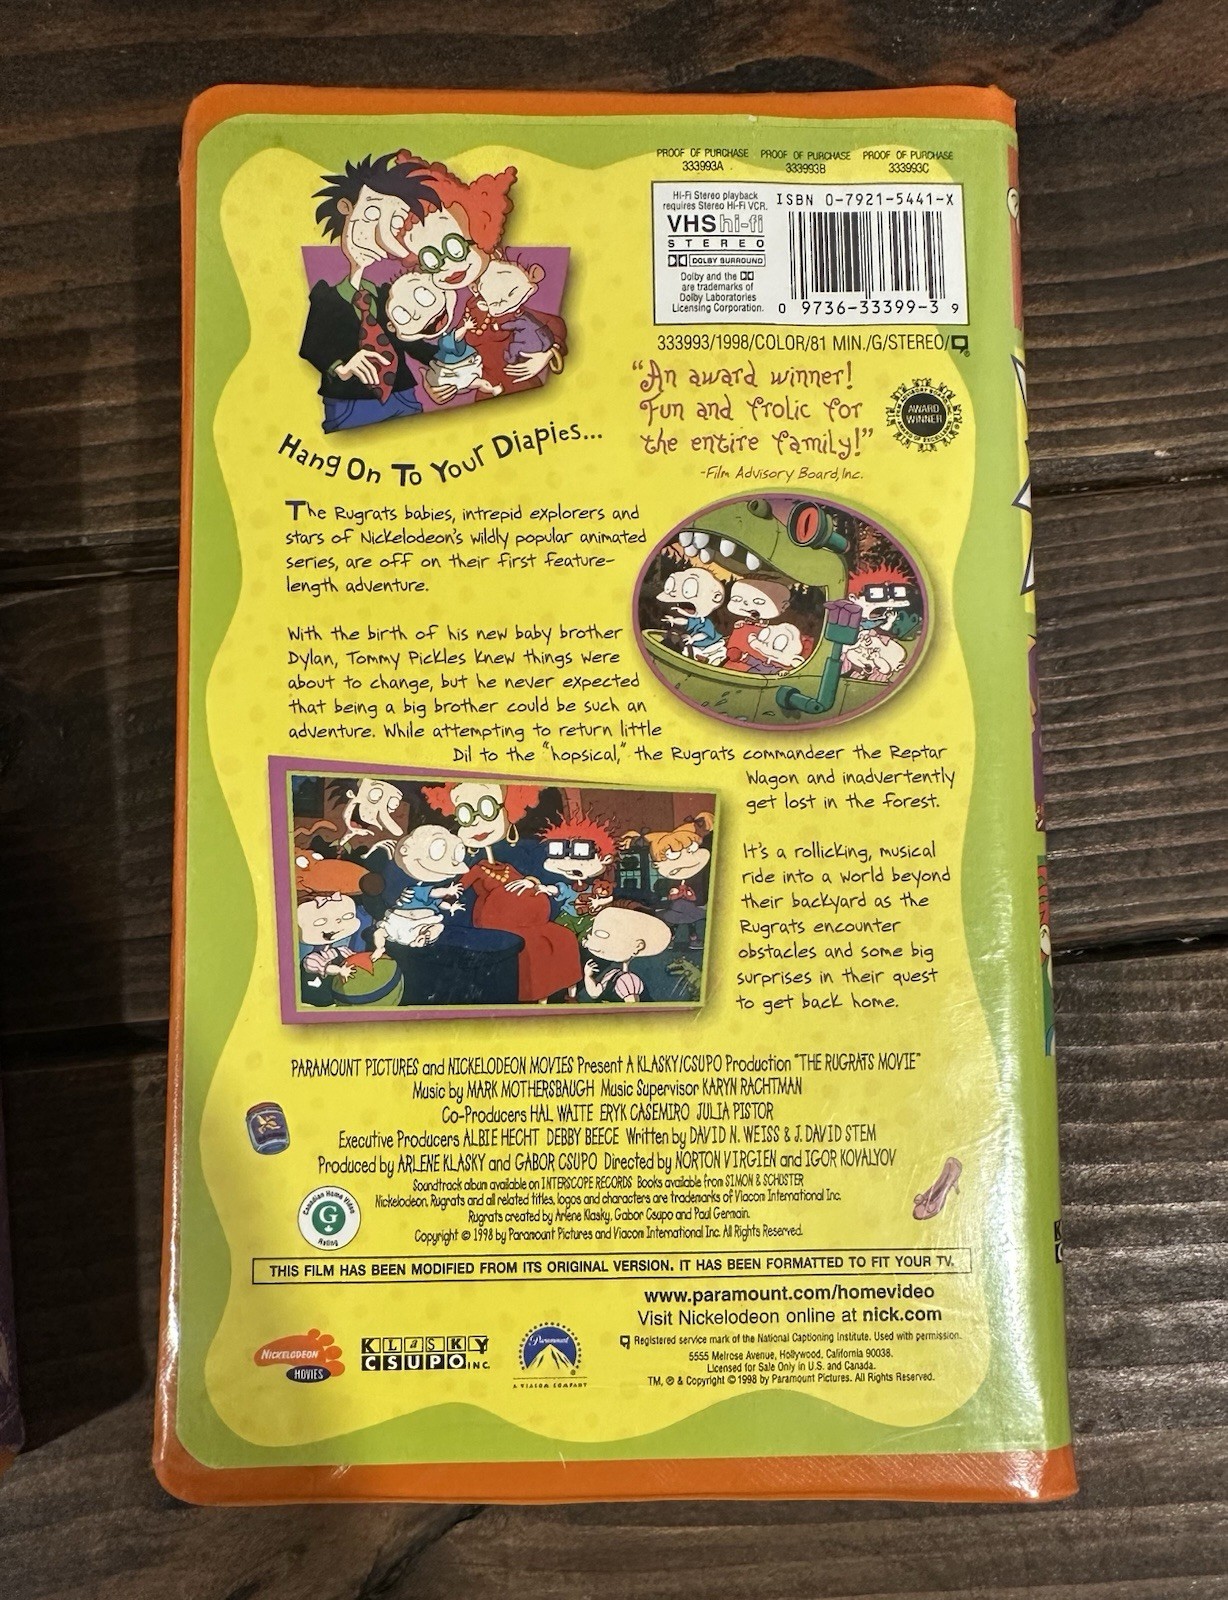 PROOF OF PURCHASE PROOF OF PURCHASE PROOF OF PURCHASE
333993A 333993B 333993C
Hi-Fi Stereo playback
requires Stereo Hi-Fi VCR.
VHS hi-fi
STEREO
DOLBY SURROUND
Dolby and the
are trademarks of
Dolby Laboratories
Licensing Corporation.
ISBN 0-7921-5441-X
0 9736-33399-3 9
333993/1998/COLOR/81 MIN./G/STEREO/
"An award winner!
Fun and frolic for
the entire family!"
-Film Advisory Board, Inc.
AWARD
WINNER
Hang On To Your Diapies...
The Rugrats babies, intrepid explorers and
stars of Nickelodeon's wildly popular animated
series, are off on their first feature-
length adventure.
With the birth of his new baby brother
Dylan, Tommy Pickles knew things were
about to change, but he never expected
that being a big brother could be such an
adventure. While attempting to return little
Dil to the "hopsical," the Rugrats commandeer the Reptar
Wagon and inadvertently
get lost in the forest.
It's a rollicking, musical
ride into a world beyond
their backyard as the
Rugrats encounter
obstacles and some big
surprises in their quest
to get back home.
PARAMOUNT PICTURES and NICKELODEON MOVIES Present A KLASKY/CSUPO Production "THE RUGRATS MOVIE"
Music by MARK MOTHERSBAUGH Music Supervisor KARYN RACHTMAN
Co-Producers HAL WAITE ERYK CASEMIRO JULIA PISTOR
Executive Producers ALBIE HECHT DEBBY BEECE Written by DAVID N. WEISS & J. DAVID STEM
Produced by ARLENE KLASKY and GABOR CSUPO Directed by NORTON VIRGIEN and IGOR KOVALYOV
Soundtrack album available on INTERSCOPE RECORDS Books available from SIMON & SCHUSTER
Nickelodeon, Rugrats and all related titles, logos and characters are trademarks of Viacom International Inc.
Rugrats created by Arlene Klasky, Gabor Csupo and Paul Germain.
Copyright © 1998 by Paramount Pictures and Viacom International Inc. All Rights Reserved.
Canadian Home Video
G
Rating
THIS FILM HAS BEEN MODIFIED FROM ITS ORIGINAL VERSION. IT HAS BEEN FORMATTED TO FIT YOUR TV.
www.paramount.com/homevideo
Visit Nickelodeon online at nick.com
Registered service mark of the National Captioning Institute. Used with permission.
5555 Melrose Avenue, Hollywood, California 90038.
Licensed for Sale Only in U.S. and Canada.
TM, ® & Copyright © 1998 by Paramount Pictures. All Rights Reserved.
NICKELODEON
MOVIES
KLaSKY
CSUPO INC.
Paramount
A VIACOM COMPANY